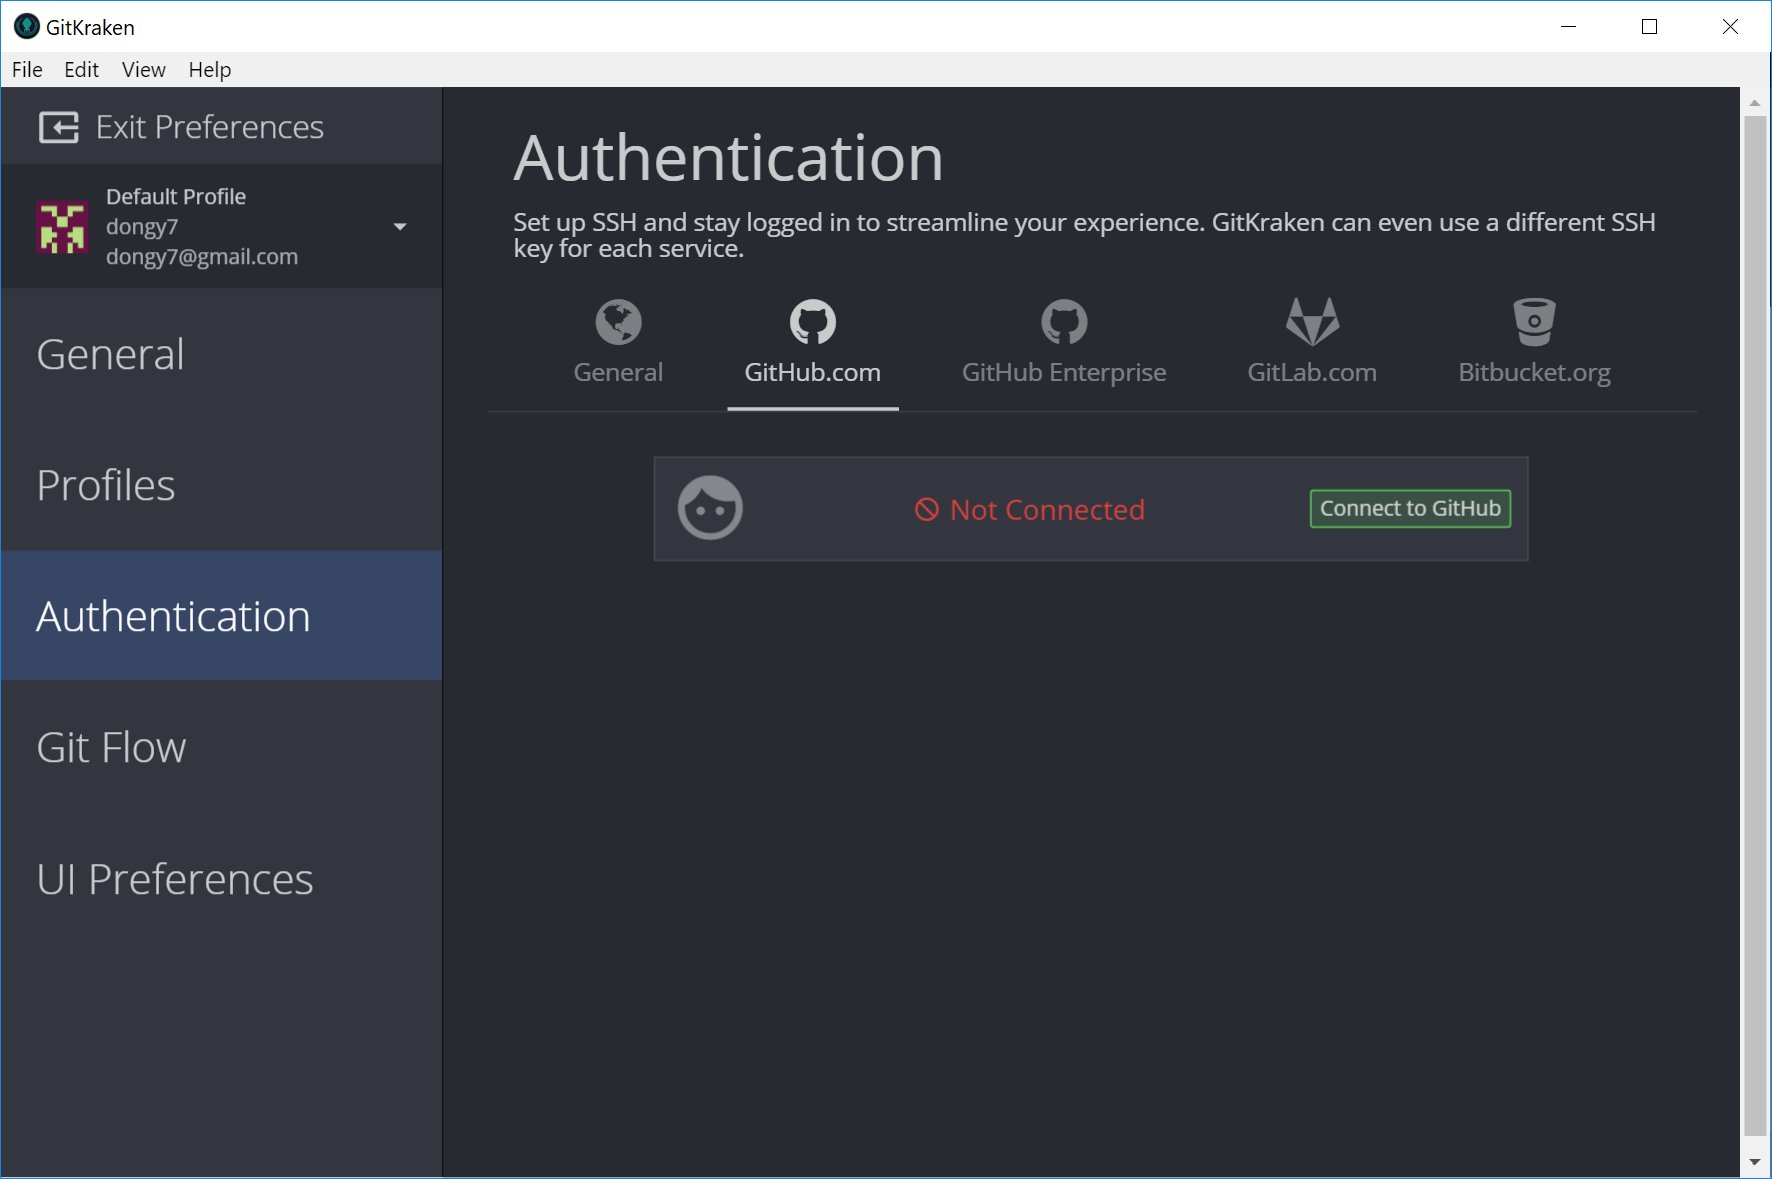 GitKraken
File Edit View Help
Exit Preferences
Default Profile
dongy7
dongy7@gmail.com
General
Profiles
Authentication
Git Flow
UI Preferences
Authentication
Set up SSH and stay logged in to streamline your experience. GitKraken can even use a different SSH
key for each service.
General GitHub.com GitHub Enterprise GitLab.com Bitbucket.org
Not Connected Connect to GitHub